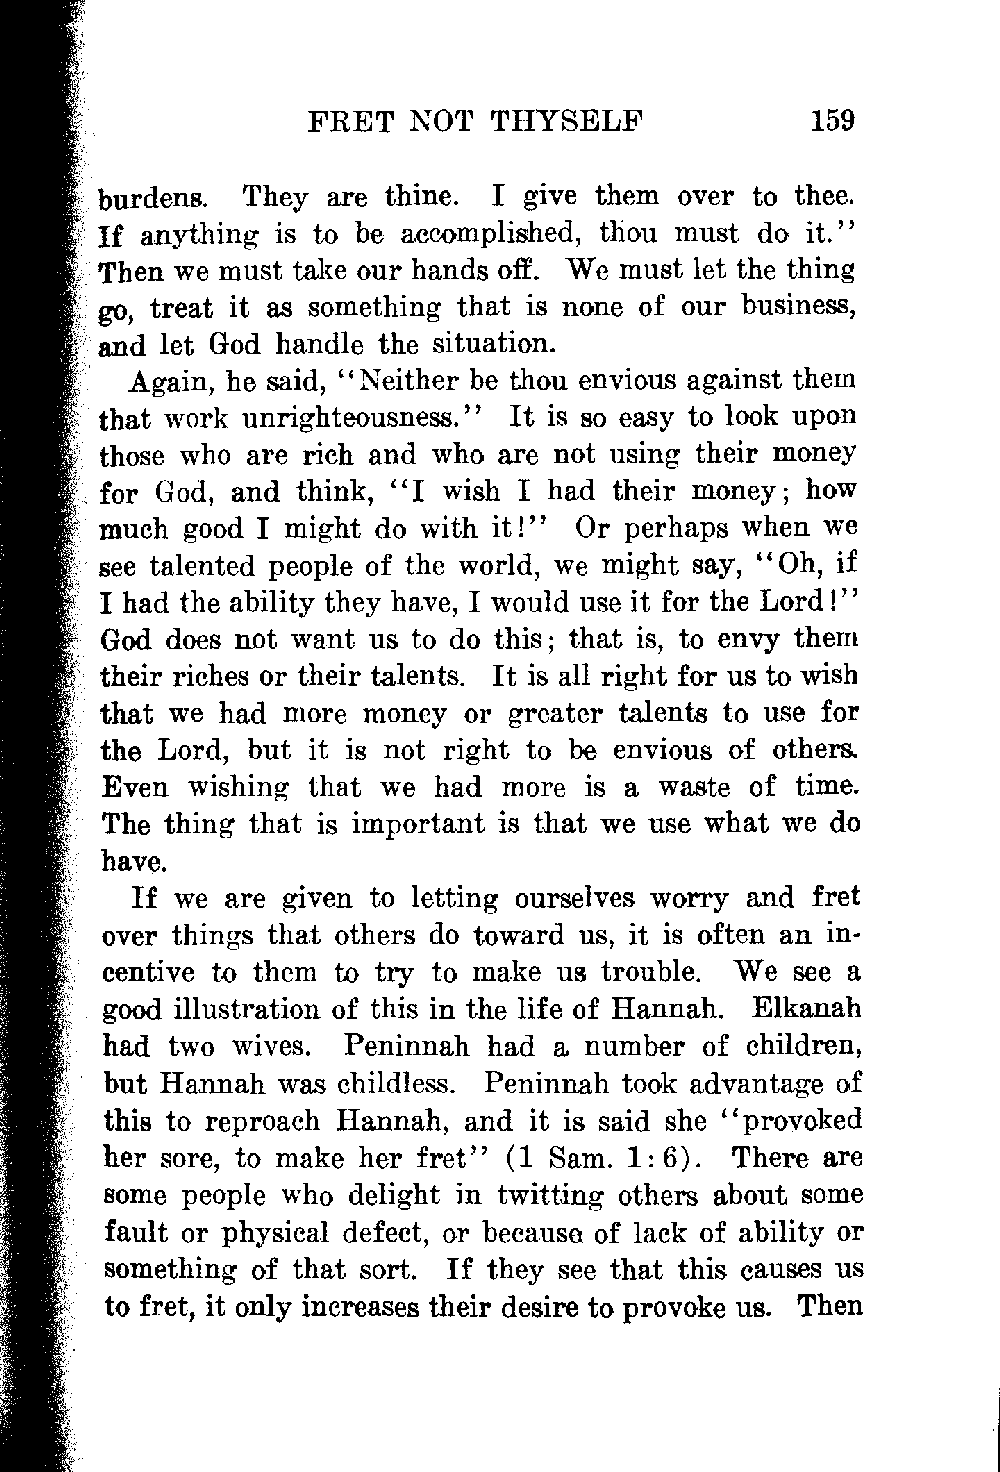 FRET NOT THYSELF 159
burdens. They are thine. I give them over to thee.
If anything is to be accomplished, thou must do it.''
Then we must take our hands off. We must let the thing
go, treat it as something that is none of our business,
and let God handle the situation.
Again, he said, ''Neither be thou envious against them
that work unrighteousness.'' It is so easy to look upon
those who are rich and who are not using their money
for God, and think, ''I wish I had their money; how
much good I might do with it!'' Or perhaps when we
see talented people of the world, we might say, ''Oh, if
I had the ability they have, I would use it for the Lord!''
God does not want us to do this; that is, to envy them
their riches or their talents. It is all right for us to wish
that we had more money or greater talents to use for
the Lord, but it is not right to be envious of others.
Even wishing that we had more is a waste of time.
The thing that is important is that we use what we do
have.
If we are given to letting ourselves worry and fret
over things that others do toward us, it is often an in-
centive to them to try to make us trouble. We see a
good illustration of this in the life of Hannah. Elkanah
had two wives. Peninnah had a number of children,
but Hannah was childless. Peninnah took advantage of
this to reproach Hannah, and it is said she ''provoked
her sore, to make her fret'' (1 Sam. 1:6). There are
some people who delight in twitting others about some
fault or physical defect, or because of lack of ability or
something of that sort. If they see that this causes us
to fret, it only increases their desire to provoke us. Then